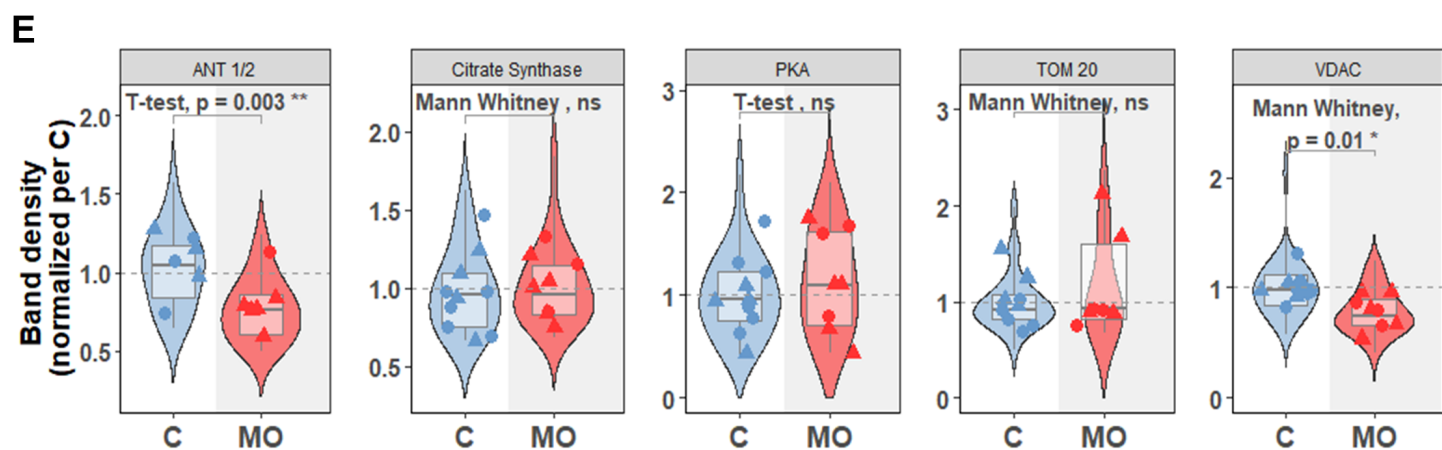 E
ANT 1/2
Citrate Synthase
PKA
TOM 20
VDAC
T-test, p = 0.003 **
Mann Whitney , ns
T-test , ns
Mann Whitney, ns
Mann Whitney,
p = 0.01 *
Band density
(normalized per C)
2.0
1.5
1.0
0.5
2.0
1.5
1.0
0.5
3
2
1
0
3
2
1
0
2
1
0
C
MO
C
MO
C
MO
C
MO
C
MO